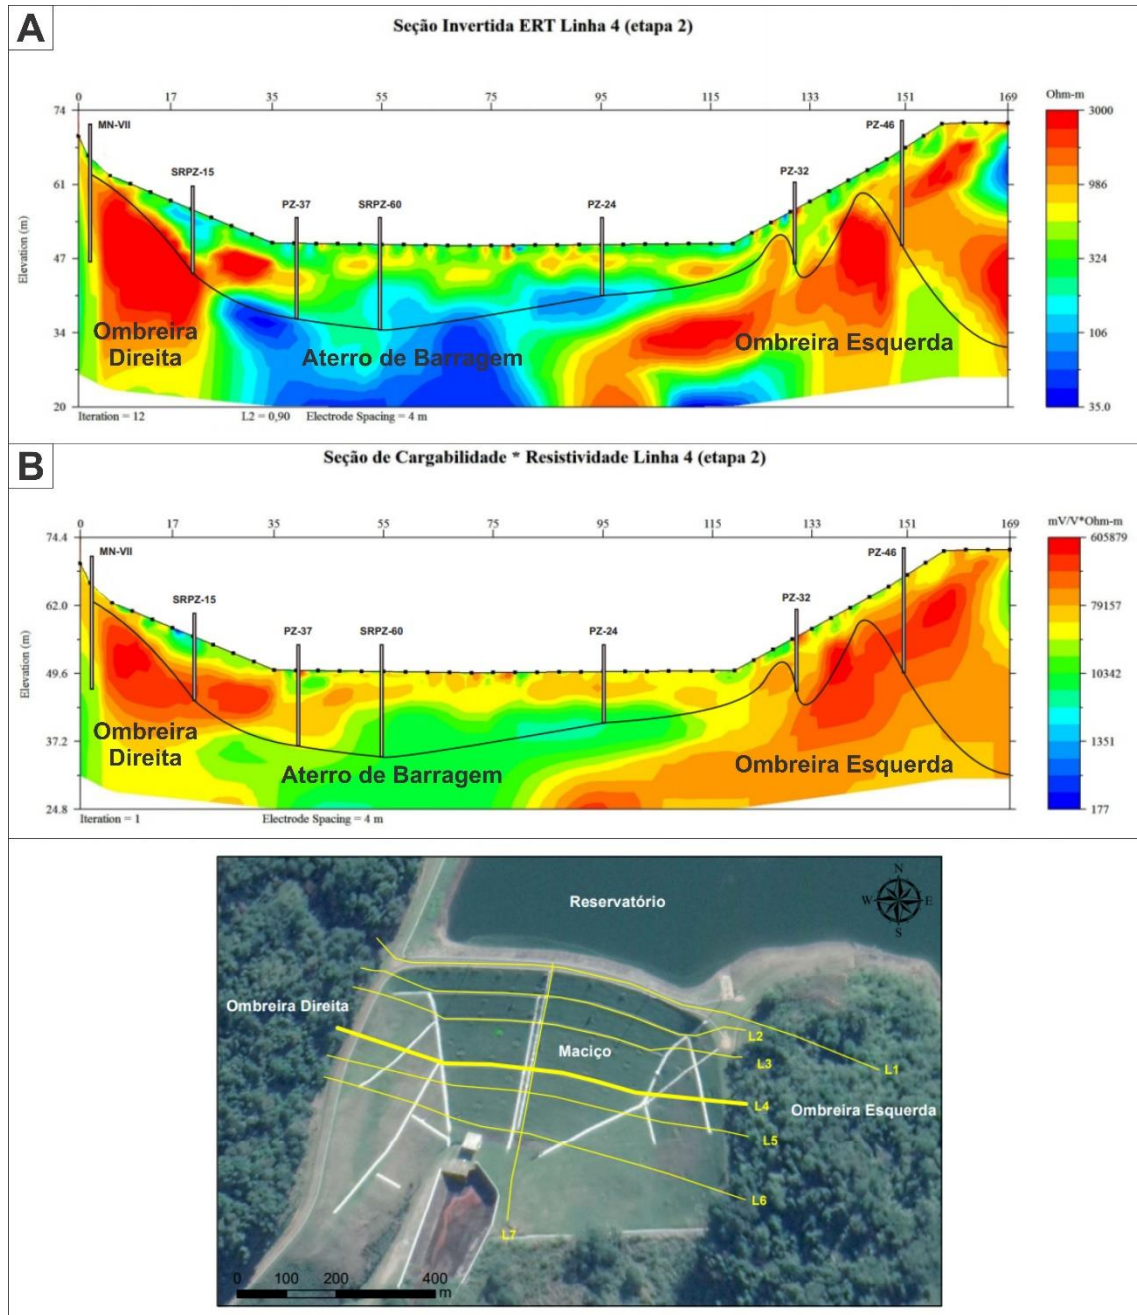 A
Seção Invertida ERT Linha 4 (etapa 2)
0 17 35 55 75 95 115 133 151 169
Ohm-m
74
61
47
34
20
Elevation (m)
MN-VII
SRPZ-15
PZ-37
SRPZ-60
PZ-24
PZ-32
PZ-46
3000
986
324
106
35.0
Ombreira
Direita
Aterro de Barragem
Ombreira Esquerda
Iteration = 12 L2 = 0,90 Electrode Spacing = 4 m
B
Seção de Cargabilidade * Resistividade Linha 4 (etapa 2)
0 17 35 55 75 95 115 133 151 169
mV/V*Ohm-m
74.4
62.0
49.6
37.2
24.8
Elevation (m)
MN-VII
SRPZ-15
PZ-37
SRPZ-60
PZ-24
PZ-32
PZ-46
605879
79157
10342
1351
177
Ombreira
Direita
Aterro de Barragem
Ombreira Esquerda
Iteration = 1 Electrode Spacing = 4 m
Reservatório
N
W E
S
Ombreira Direita
Maciço
L2
L3
L1
L4
Ombreira Esquerda
L5
L6
L7
0 100 200 400
m